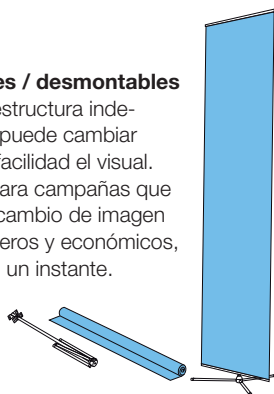 es / desmontables
estructura inde-
puede cambiar
facilidad el visual.
ara campañas que
cambio de imagen
eros y económicos,
un instante.